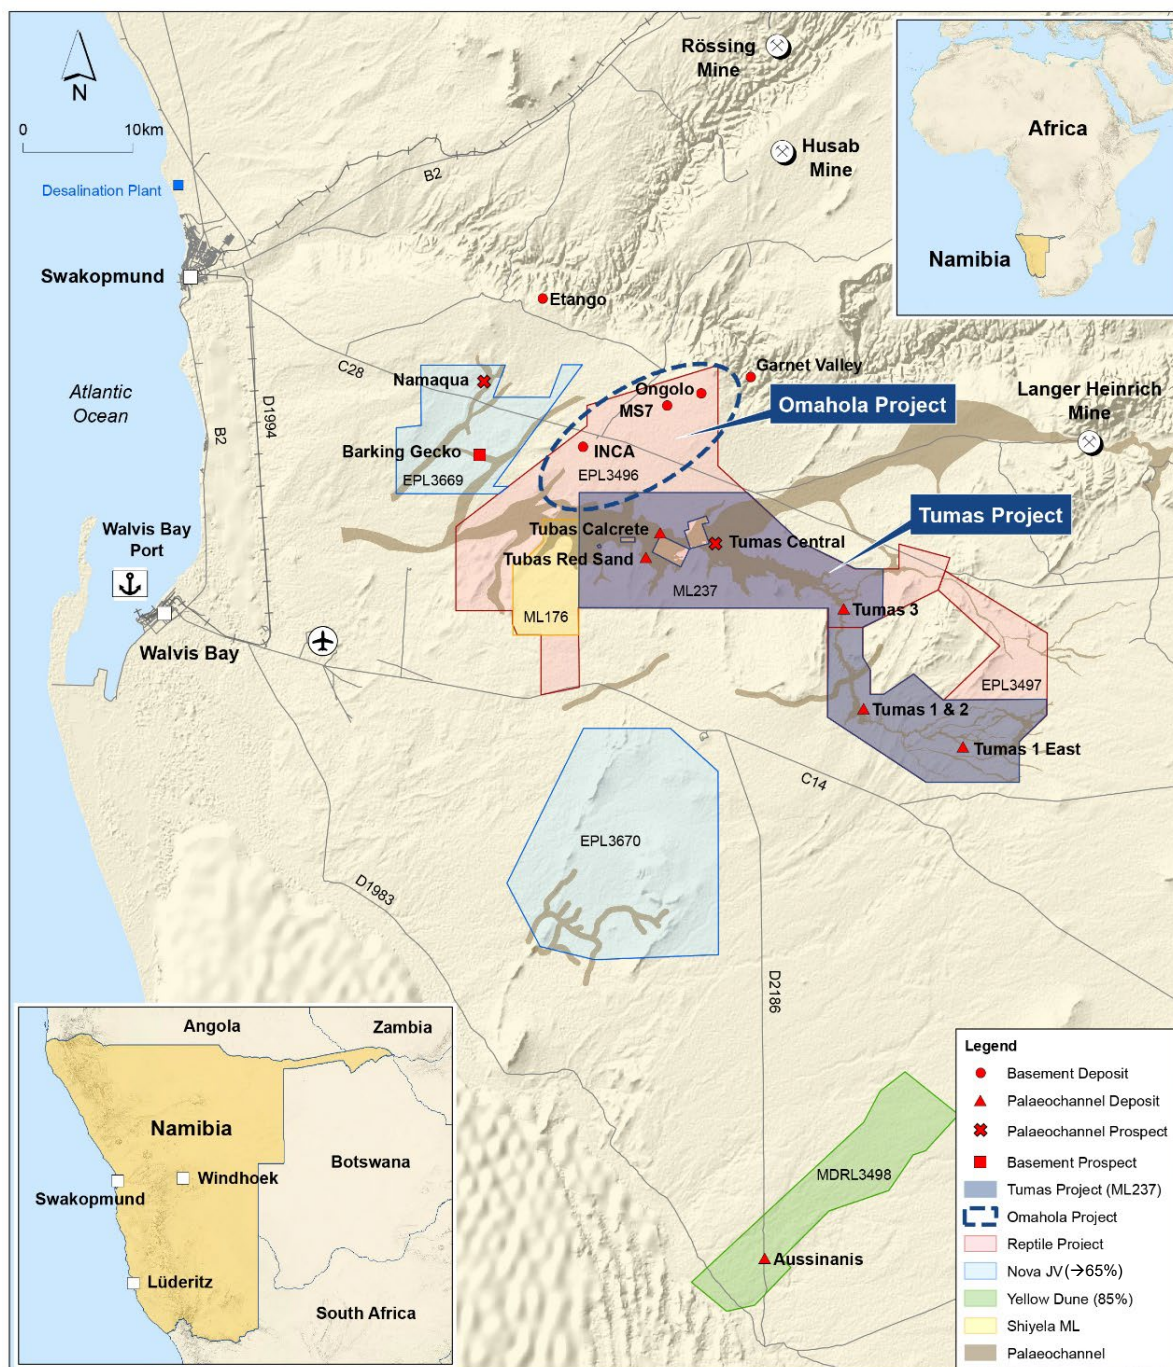 Rössing
Mine
N
0 10km
Africa
Husab
Mine
B2
Desalination Plant
Namibia
Swakopmund
Etango
C28
Garnet Valley
Namaqua
Ongolo
MS7
Omahola Project
Langer Heinrich
Mine
Atlantic
Ocean
D1994
B2
Barking Gecko
INCA
EPL3669
EPL3496
Tumas Project
Walvis Bay
Port
Tubas Calcrete
Tumas Central
Tubas Red Sand
ML237
ML176
Tumas 3
Walvis Bay
EPL3497
Tumas 1 & 2
Tumas 1 East
C14
EPL3670
D1983
D2186
Angola
Zambia
Namibia
Botswana
Windhoek
Swakopmund
Lüderitz
South Africa
MDRL3498
Aussinanis
Legend
Basement Deposit
Palaeochannel Deposit
Palaeochannel Prospect
Basement Prospect
Tumas Project (ML237)
Omahola Project
Reptile Project
Nova JV (→65%)
Yellow Dune (85%)
Shiyela ML
Palaeochannel